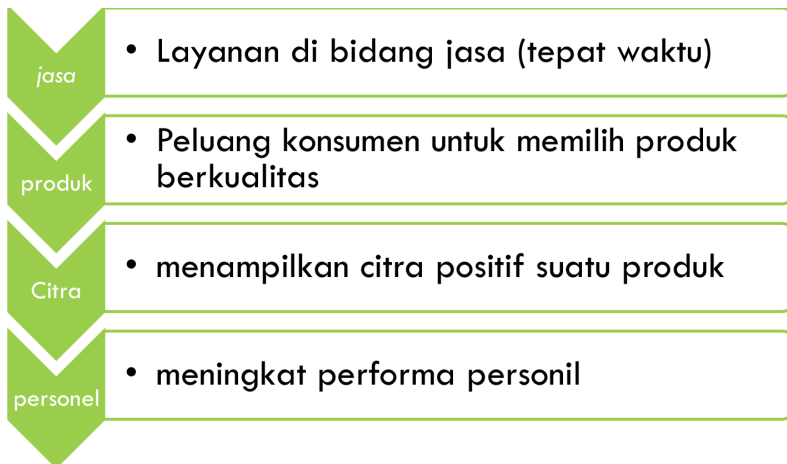 jasa
• Layanan di bidang jasa (tepat waktu)
produk
• Peluang konsumen untuk memilih produk
berkualitas
Citra
• menampilkan citra positif suatu produk
personel
• meningkat performa personil